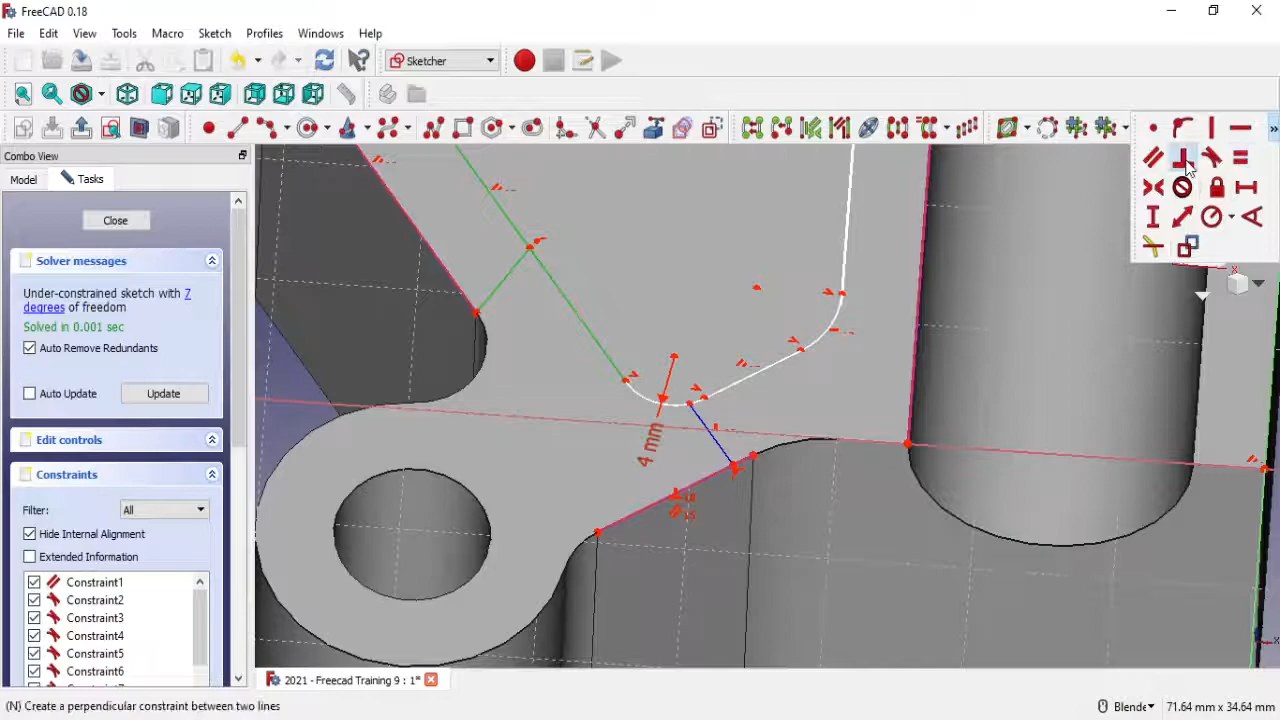 FreeCAD 0.18
File Edit View Tools Macro Sketch Profiles Windows Help
Sketcher
Combo View
Model Tasks
Close
Solver messages
Under-constrained sketch with 7
degrees of freedom
Solved in 0.001 sec
Auto Remove Redundants
Auto Update Update
Edit controls
Constraints
Filter: All
Hide Internal Alignment
Extended Information
Constraint1
Constraint2
Constraint3
Constraint4
Constraint5
Constraint6
4 mm
2021 - Freecad Training 9 : 1*
(N) Create a perpendicular constraint between two lines
Blende 71.64 mm x 34.64 mm